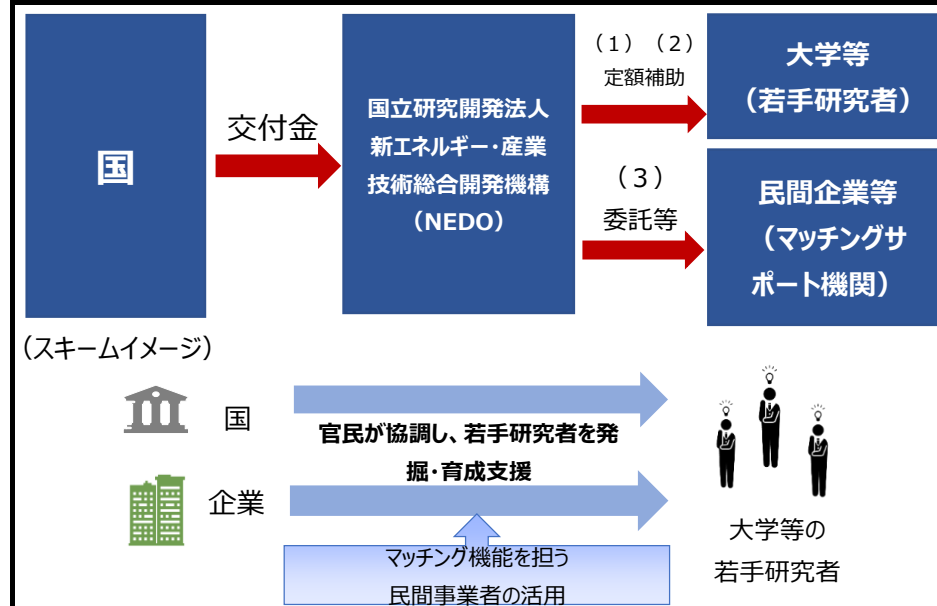 国
交付金
国立研究開発法人
新エネルギー・産業
技術総合開発機構
（NEDO）
（１）（２）
定額補助
大学等
（若手研究者）
（３）
委託等
民間企業等
（マッチングサ
ポート機関）
（スキームイメージ）
国
官民が協調し、若手研究者を発
掘・育成支援
企業
マッチング機能を担う
民間事業者の活用
大学等の
若手研究者